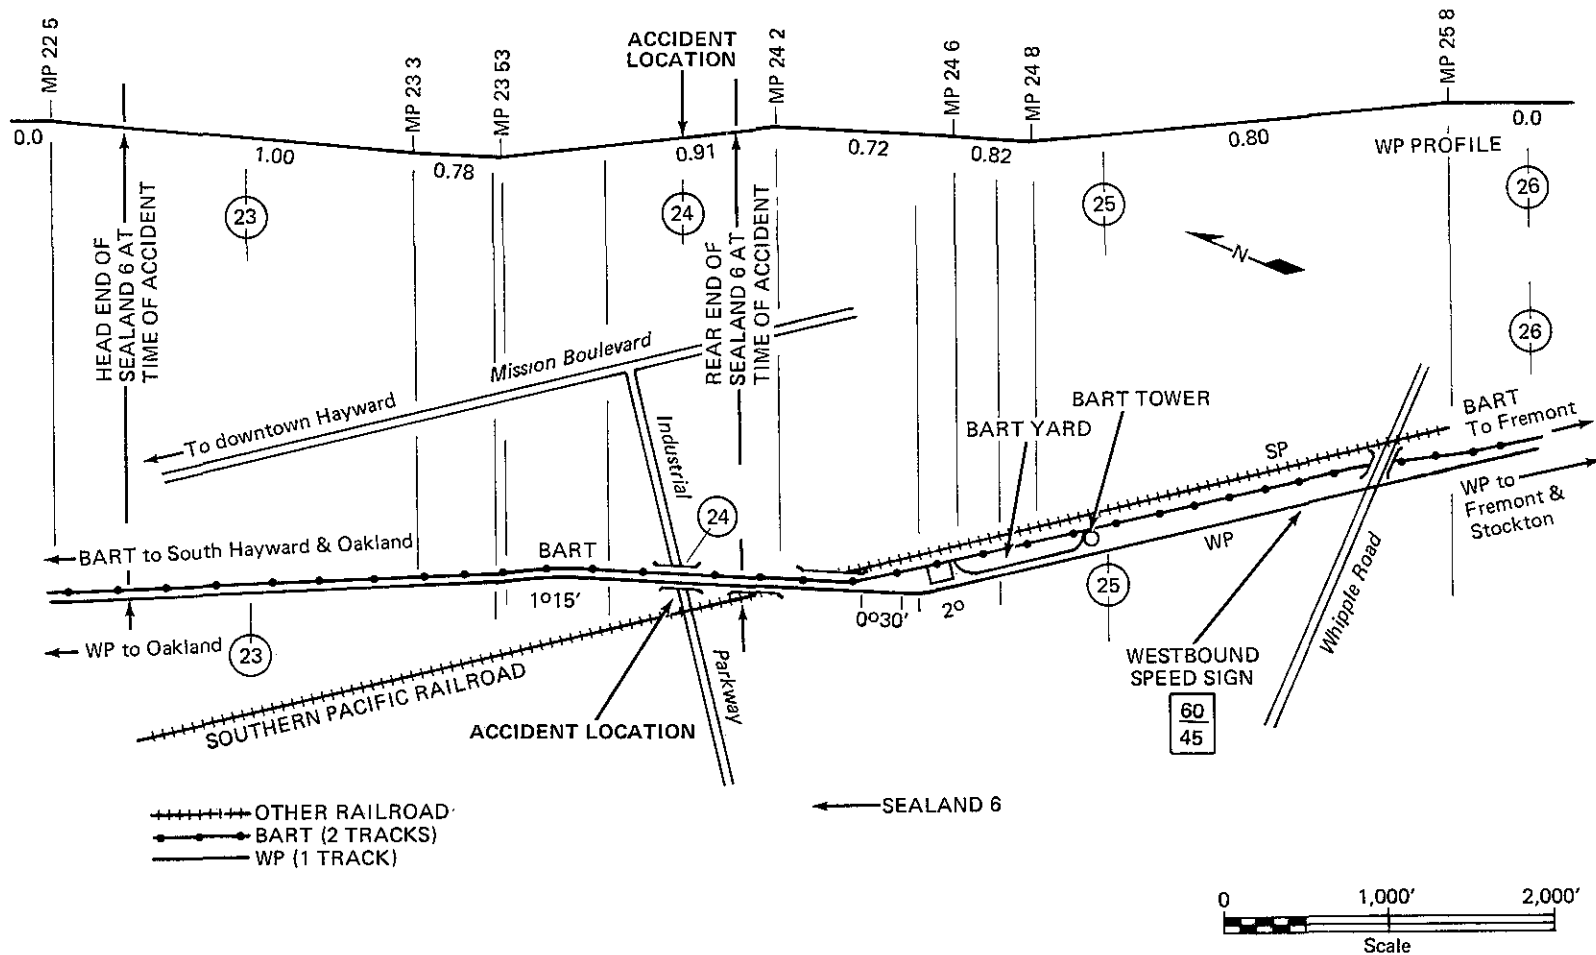 MP 22 5
MP 23 3
MP 23 53
ACCIDENT
LOCATION
MP 24 2
MP 24 6
MP 24 8
MP 25 8
0.0
1.00
0.78
0.91
0.72
0.82
0.80
0.0
WP PROFILE
23
24
25
26
HEAD END OF
SEALAND 6 AT
TIME OF ACCIDENT
REAR END OF
SEALAND 6 AT
TIME OF ACCIDENT
N
26
Mission Boulevard
To downtown Hayward
Industrial
BART TOWER
BART YARD
SP
BART
To Fremont
WP to
Fremont &
Stockton
24
BART to South Hayward & Oakland
BART
WP
1º15'
0º30'
2º
25
Whipple Road
WP to Oakland
23
SOUTHERN PACIFIC RAILROAD
Parkway
ACCIDENT LOCATION
WESTBOUND
SPEED SIGN
60
45
SEALAND 6
OTHER RAILROAD
BART (2 TRACKS)
WP (1 TRACK)
0
1,000'
2,000'
Scale